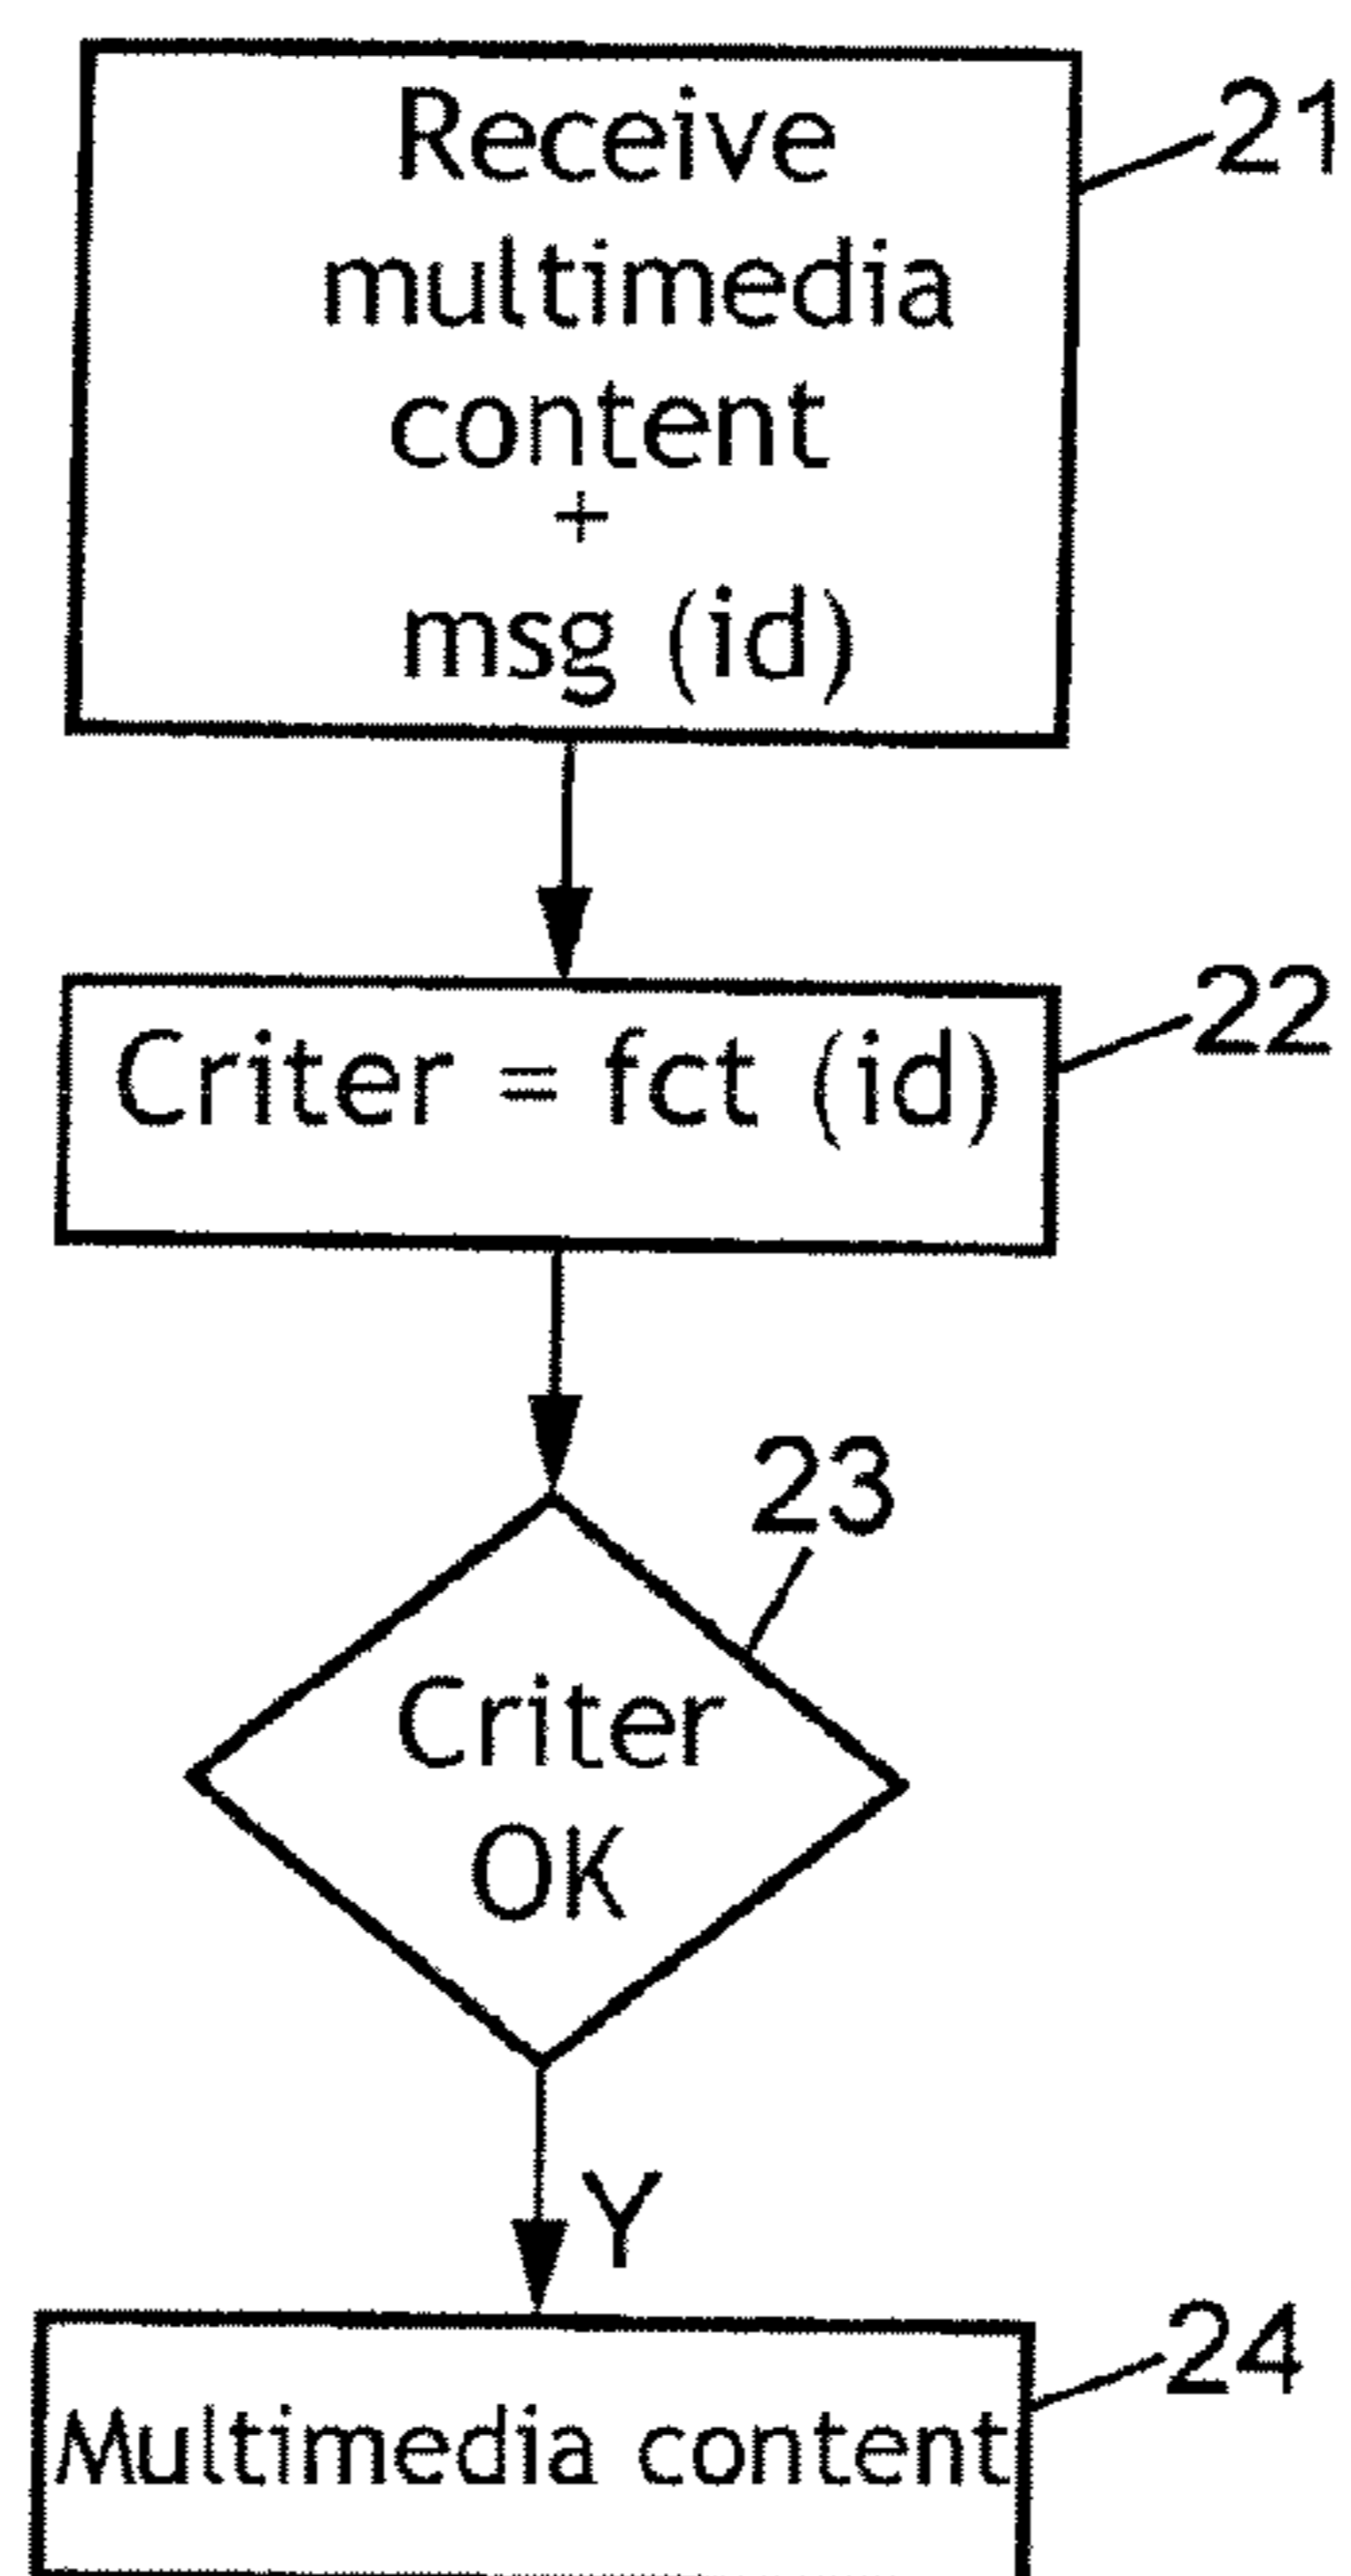 Receive
multimedia
content
+
msg (id)
21
Criter = fct (id)
22
23
Criter
OK
Y
Multimedia content
24